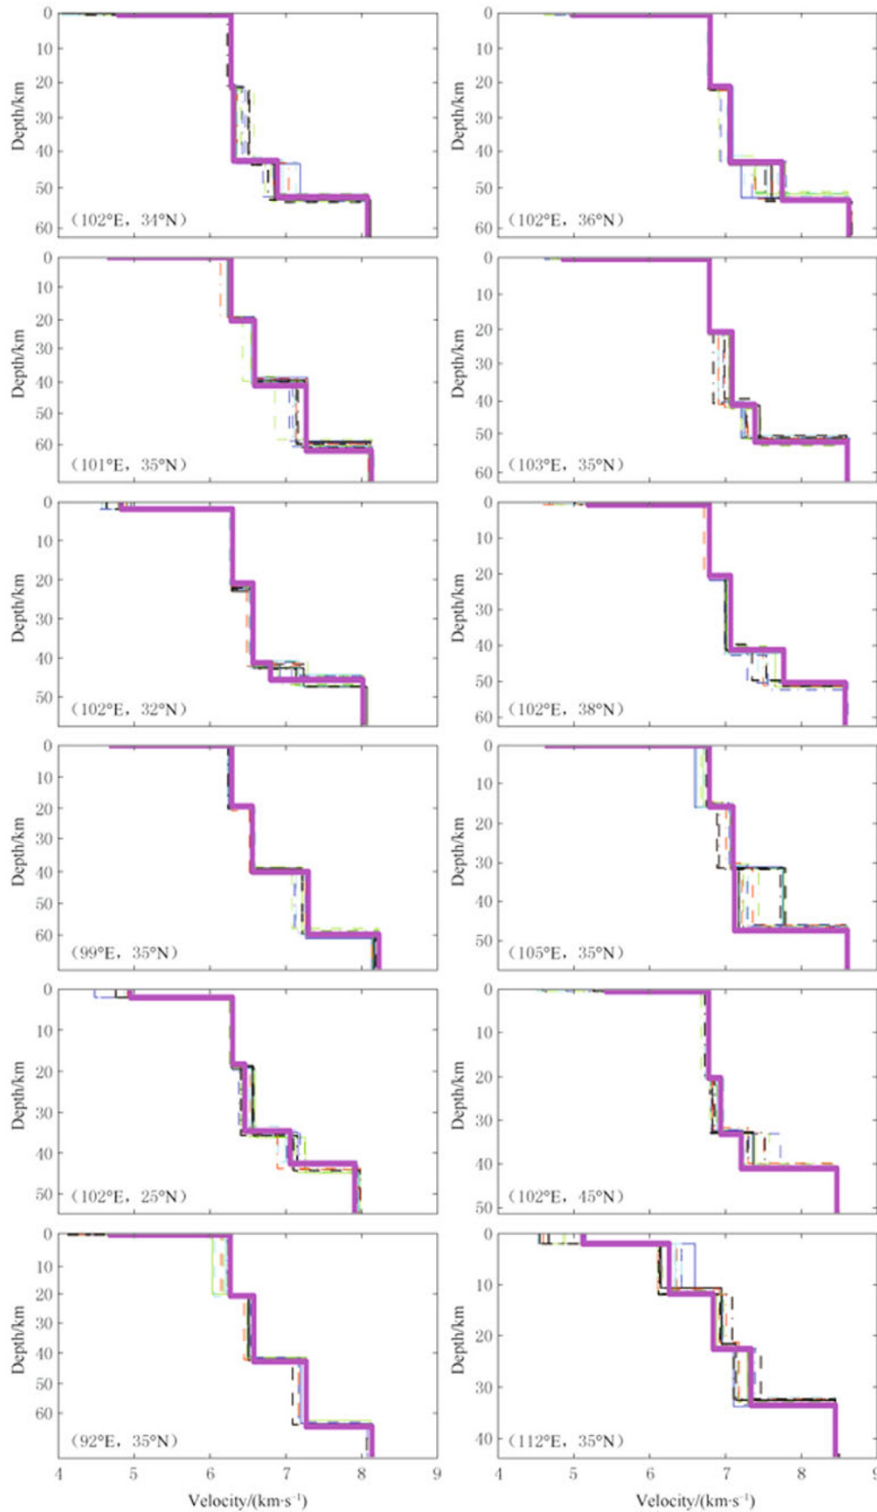 0
10
20
30
40
50
60
Depth/km
(102°E, 34°N)
0
10
20
30
40
50
60
Depth/km
(102°E, 36°N)
0
10
20
30
40
50
60
Depth/km
(101°E, 35°N)
0
10
20
30
40
50
60
Depth/km
(103°E, 35°N)
0
10
20
30
40
50
Depth/km
(102°E, 32°N)
0
10
20
30
40
50
60
Depth/km
(102°E, 38°N)
0
10
20
30
40
50
60
Depth/km
(99°E, 35°N)
0
10
20
30
40
50
Depth/km
(105°E, 35°N)
0
10
20
30
40
50
Depth/km
(102°E, 25°N)
0
10
20
30
40
50
Depth/km
(102°E, 45°N)
0
10
20
30
40
50
60
Depth/km
(92°E, 35°N)
4 5 6 7 8 9
Velocity/(km·s⁻¹)
0
10
20
30
40
Depth/km
(112°E, 35°N)
4 5 6 7 8 9
Velocity/(km·s⁻¹)